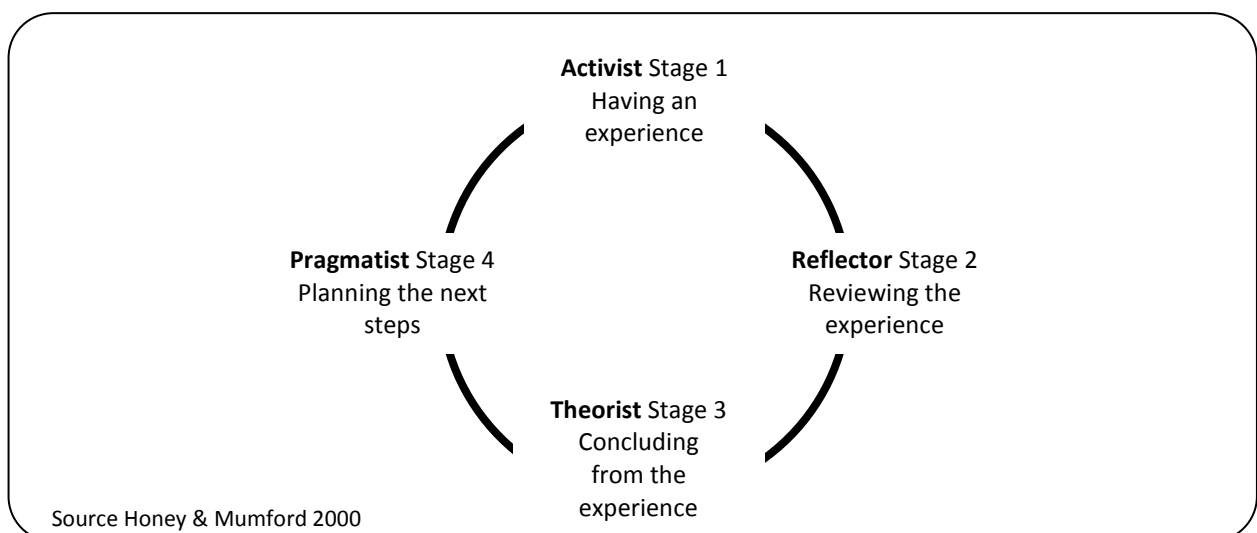 Activist Stage 1
Having an
experience
Pragmatist Stage 4
Planning the next
steps
Reflector Stage 2
Reviewing the
experience
Theorist Stage 3
Concluding
from the
experience
Source Honey & Mumford 2000